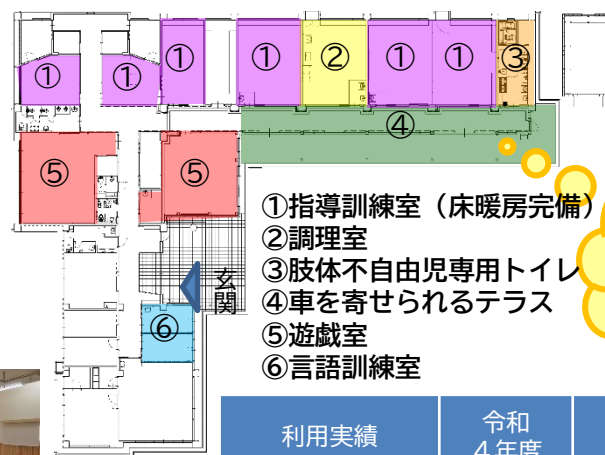 ① ① ① ① ② ① ① ③
④
⑤ ⑤
⑥
玄関
①指導訓練室（床暖房完備）
②調理室
③肢体不自由児専用トイレ
④車を寄せられるテラス
⑤遊戯室
⑥言語訓練室
利用実績
令和
４年度